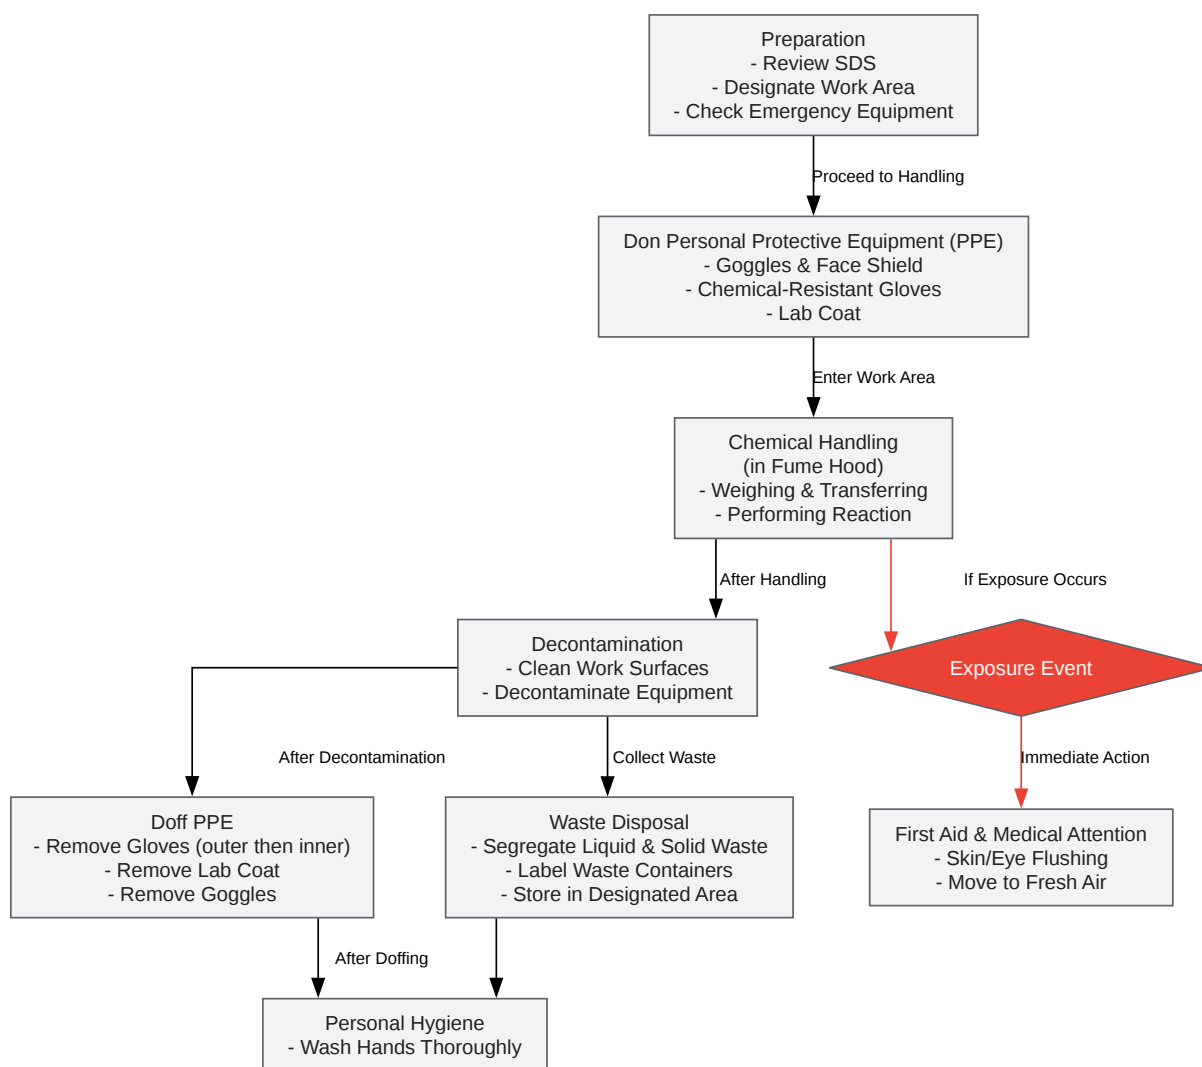 Preparation
- Review SDS
- Designate Work Area
- Check Emergency Equipment
Proceed to Handling
Don Personal Protective Equipment (PPE)
- Goggles & Face Shield
- Chemical-Resistant Gloves
- Lab Coat
Enter Work Area
Chemical Handling
(in Fume Hood)
- Weighing & Transferring
- Performing Reaction
After Handling
If Exposure Occurs
Decontamination
- Clean Work Surfaces
- Decontaminate Equipment
Exposure Event
After Decontamination
Collect Waste
Immediate Action
Doff PPE
- Remove Gloves (outer then inner)
- Remove Lab Coat
- Remove Goggles
Waste Disposal
- Segregate Liquid & Solid Waste
- Label Waste Containers
- Store in Designated Area
First Aid & Medical Attention
- Skin/Eye Flushing
- Move to Fresh Air
After Doffing
Personal Hygiene
- Wash Hands Thoroughly